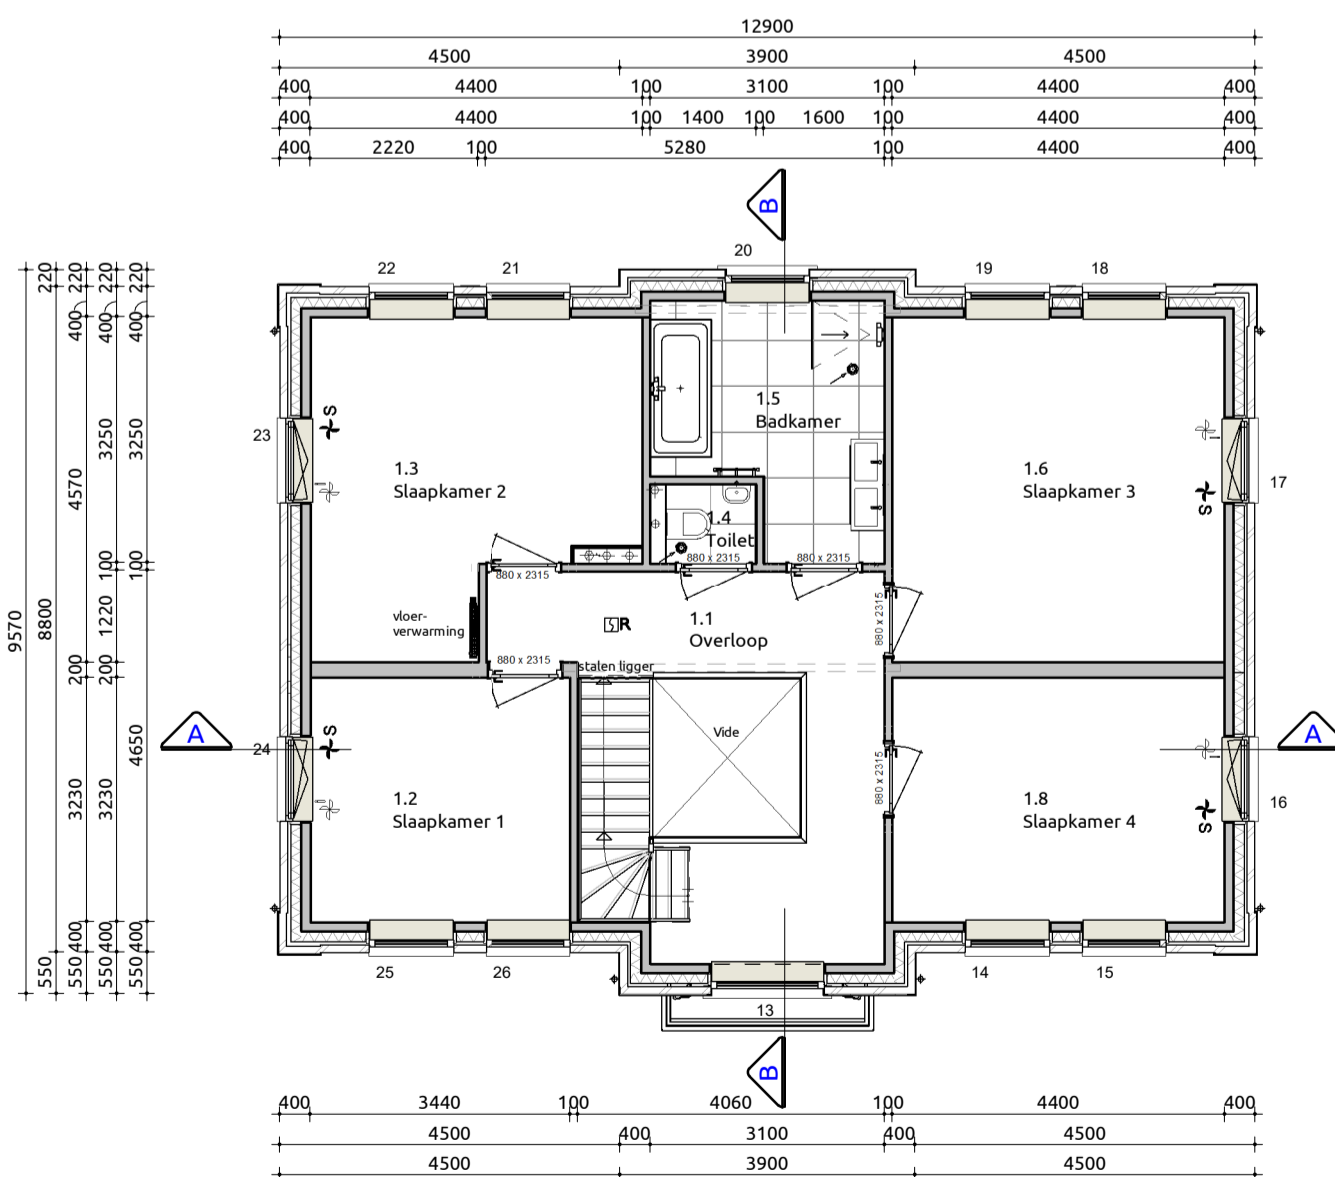 12900
4500 3900 4500
400 4400 100 3100 100 4400 400
400 4400 100 1400 100 1600 100 4400 400
400 2220 100 5280 100 4400 400
B
20
22 21 19 18
9570
220 8800 550
220 400 4570 200 3230 400 550
220 400 3250 100 1220 200 3230 400 550
220 400 3250 100 4650 400 550
23
S
1.3
Slaapkamer 2
1.5
Badkamer
1.6
Slaapkamer 3
S
17
1.4
Toilet
880 x 2315
880 x 2315
880 x 2315
vloer-
verwarming
R
1.1
Overloop
880 x 2315
880 x 2315
stalen ligger
A
24
S
Vide
880 x 2315
A
1.2
Slaapkamer 1
1.8
Slaapkamer 4
S
16
25 26 14 15
13
B
400 3440 100 4060 100 4400 400
4500 400 3100 400 4500
4500 3900 4500